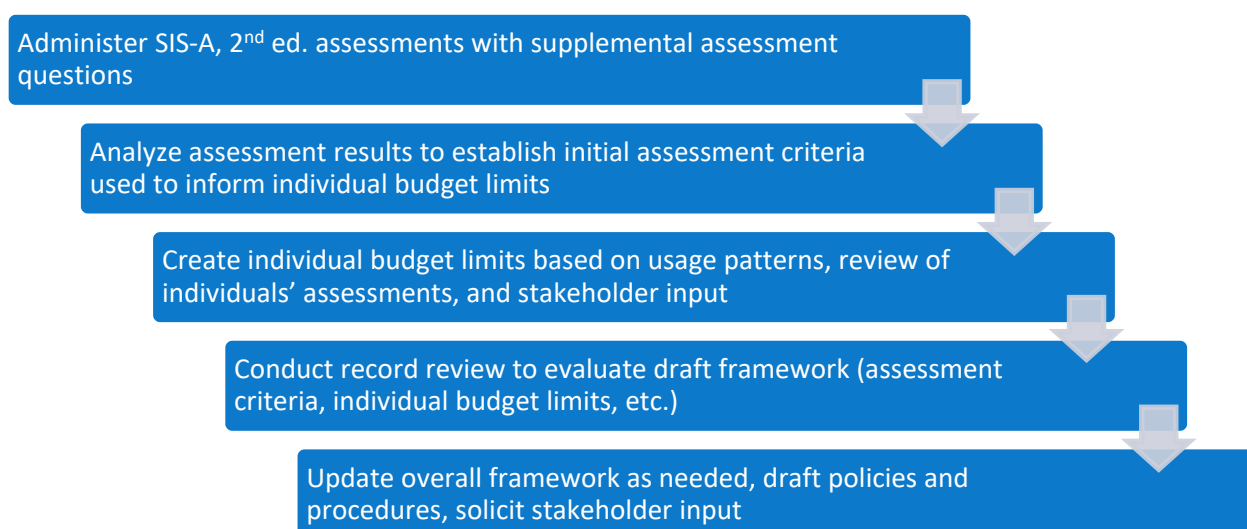 Administer SIS-A, 2nd ed. assessments with supplemental assessment
questions
Analyze assessment results to establish initial assessment criteria
used to inform individual budget limits
Create individual budget limits based on usage patterns, review of
individuals’ assessments, and stakeholder input
Conduct record review to evaluate draft framework (assessment
criteria, individual budget limits, etc.)
Update overall framework as needed, draft policies and
procedures, solicit stakeholder input